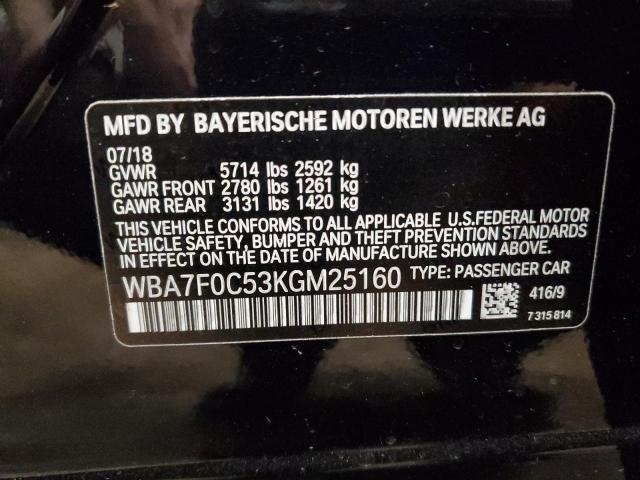 MFD BY BAYERISCHE MOTOREN WERKE AG
07/18
GVWR 5714 lbs 2592 kg
GAWR FRONT 2780 lbs 1261 kg
GAWR REAR 3131 lbs 1420 kg
THIS VEHICLE CONFORMS TO ALL APPLICABLE U.S.FEDERAL MOTOR
VEHICLE SAFETY, BUMPER AND THEFT PREVENTION STANDARDS
IN EFFECT ON THE DATE OF MANUFACTURE SHOWN ABOVE.
WBA7F0C53KGM25160 TYPE: PASSENGER CAR
416/9
7 315 814